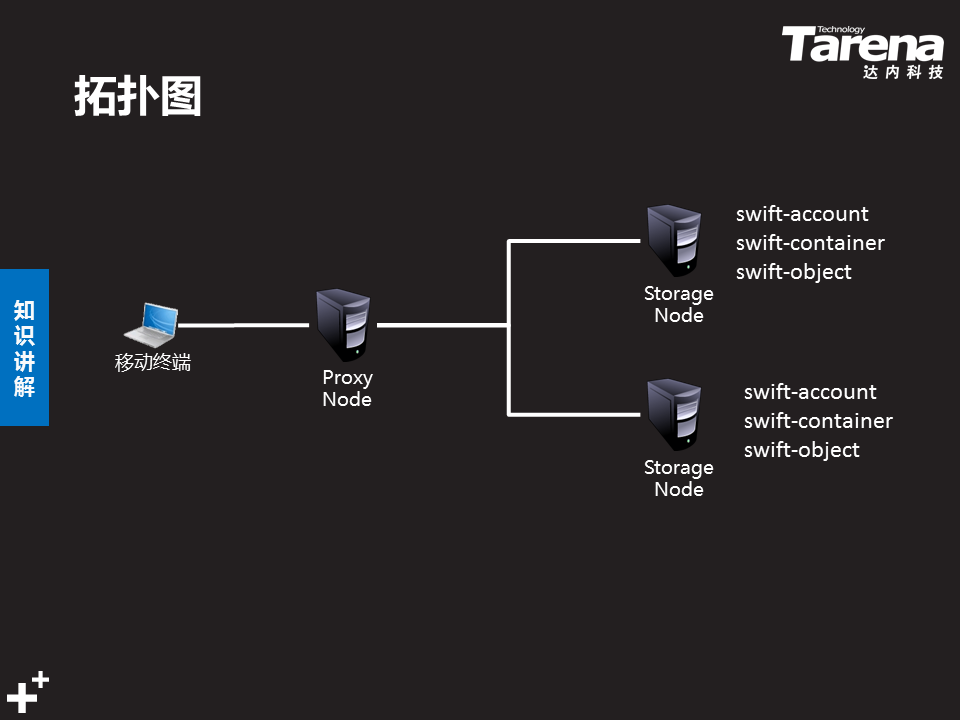 Technology
Tarena
达内科技
拓扑图
知识讲解
移动终端
Proxy
Node
Storage
Node
swift-account
swift-container
swift-object
Storage
Node
swift-account
swift-container
swift-object